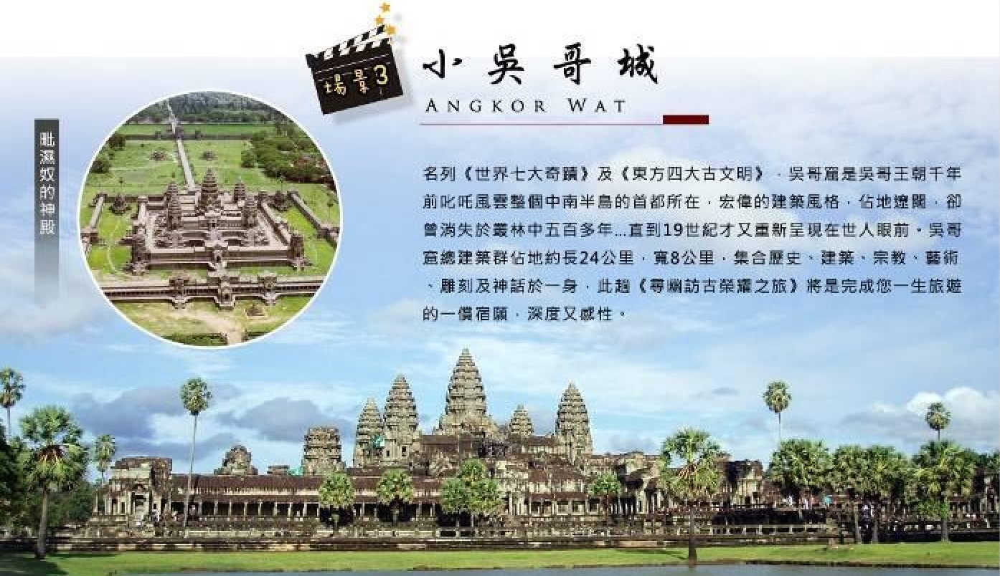 場景3
小吳哥城
ANGKOR WAT
毗濕奴的神殿
名列《世界七大奇蹟》及《東方四大古文明》，吳哥窟是吳哥王朝千年
前叱吒風雲整個中南半島的首都所在，宏偉的建築風格，佔地遼闊，卻
曾消失於叢林中五百多年...直到19世紀才又重新呈現在世人眼前。吳哥
窟總建築群佔地約長24公里，寬8公里，集合歷史、建築、宗教、藝術
、雕刻及神話於一身，此趟《尋幽訪古榮耀之旅》將是完成您一生旅遊
的一償宿願，深度又感性。